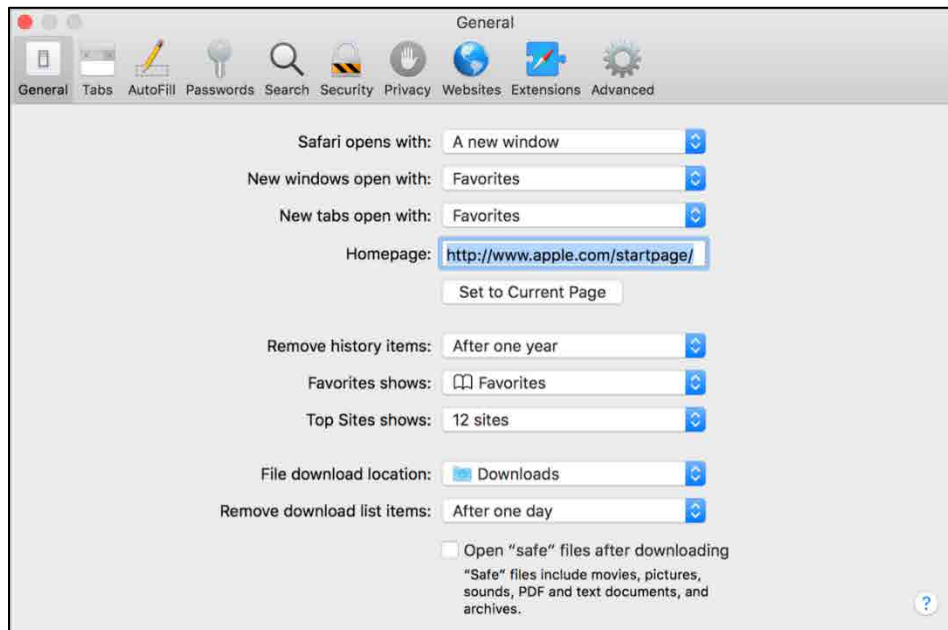 General
General Tabs AutoFill Passwords Search Security Privacy Websites Extensions Advanced
Safari opens with: A new window
New windows open with: Favorites
New tabs open with: Favorites
Homepage: http://www.apple.com/startpage/
Set to Current Page
Remove history items: After one year
Favorites shows: Favorites
Top Sites shows: 12 sites
File download location: Downloads
Remove download list items: After one day
Open “safe” files after downloading
“Safe” files include movies, pictures,
sounds, PDF and text documents, and
archives.
?